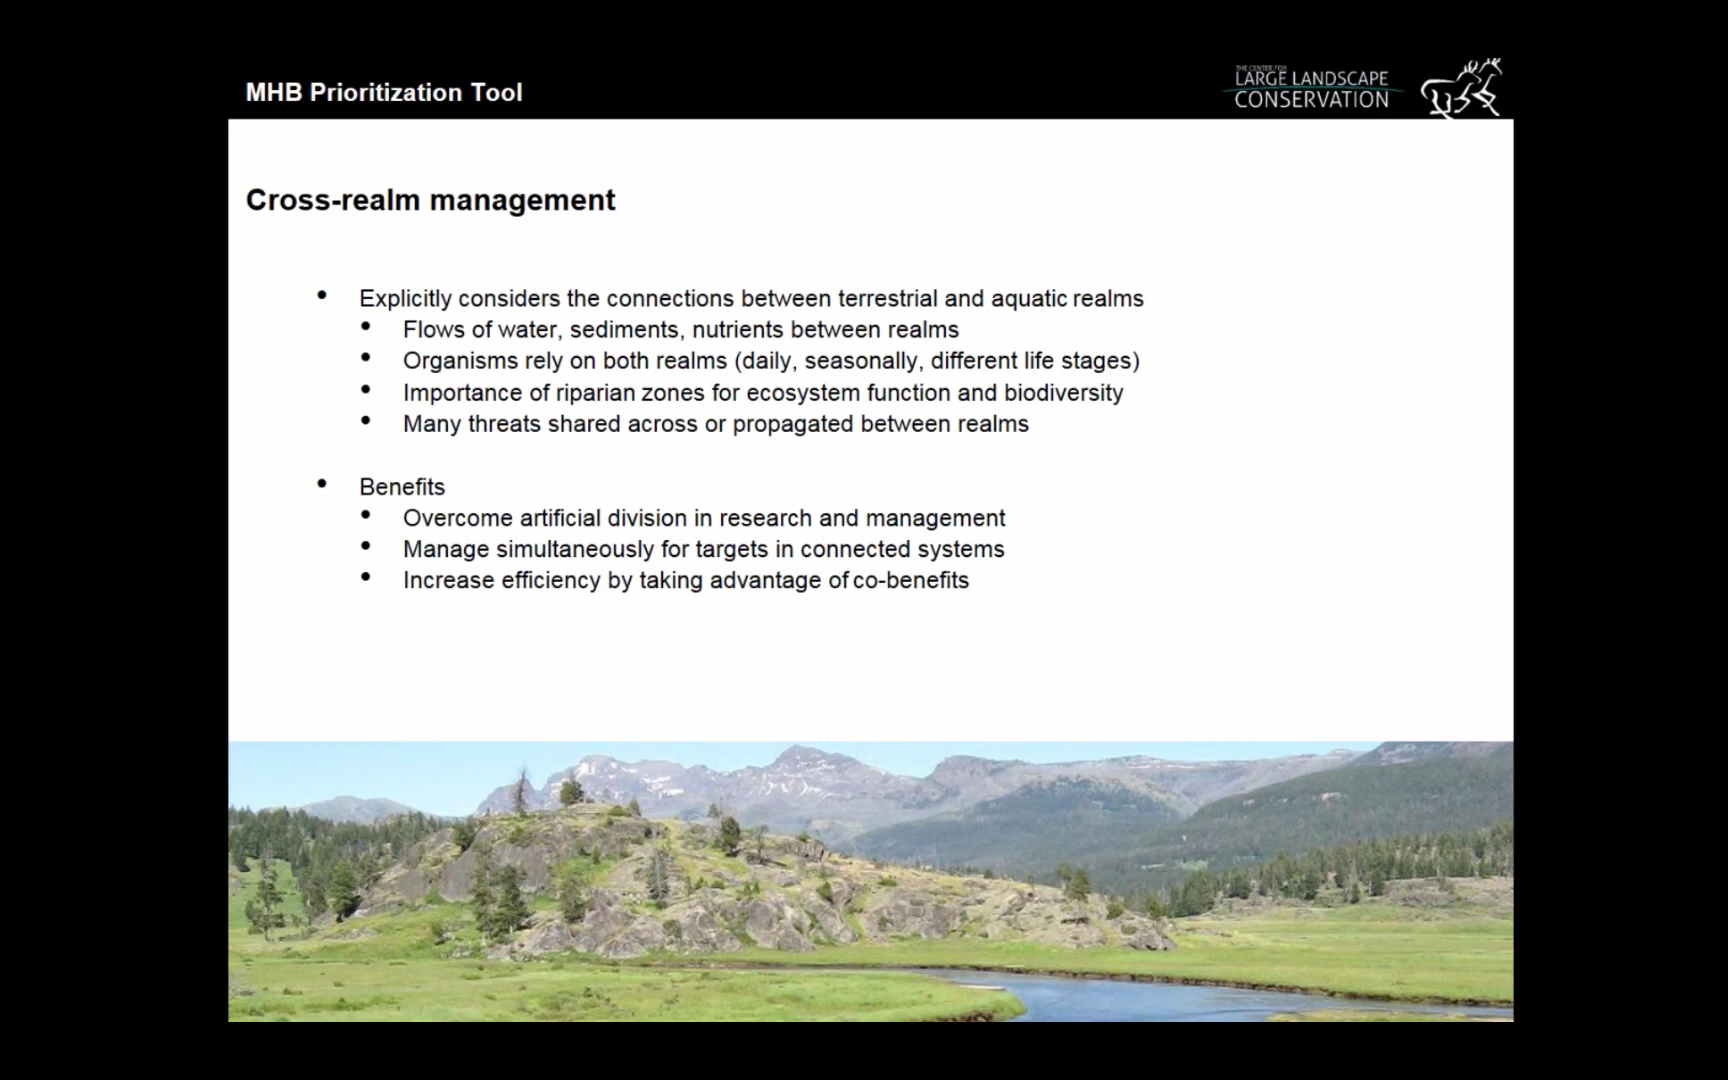 MHB Prioritization Tool
THE CENTER FOR
LARGE LANDSCAPE
CONSERVATION
Cross-realm management
• Explicitly considers the connections between terrestrial and aquatic realms
• Flows of water, sediments, nutrients between realms
• Organisms rely on both realms (daily, seasonally, different life stages)
• Importance of riparian zones for ecosystem function and biodiversity
• Many threats shared across or propagated between realms
• Benefits
• Overcome artificial division in research and management
• Manage simultaneously for targets in connected systems
• Increase efficiency by taking advantage of co-benefits